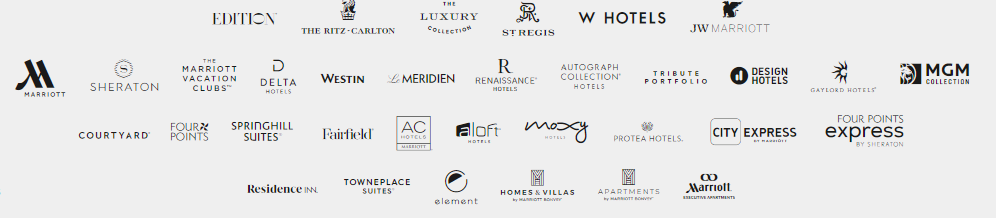 EDITION
THE RITZ-CARLTON
THE
LUXURY
COLLECTION
ST REGIS
W HOTELS
JW MARRIOTT
MARRIOTT
SHERATON
THE
MARRIOTT
VACATION
CLUBS℠
DELTA
HOTELS
WESTIN
LE MERIDIEN
R
RENAISSANCE®
HOTELS
AUTOGRAPH
COLLECTION®
HOTELS
TRIBUTE
PORTFOLIO
DESIGN
HOTELS
GAYLORD HOTELS®
MGM
COLLECTION
COURTYARD®
FOUR
POINTS
SPRINGHILL
SUITES®
Fairfield®
AC
HOTELS
MARRIOTT
aloft®
HOTELS
moxy
HOTELS
PROTEA HOTELS.
CITY EXPRESS
BY MARRIOTT
FOUR POINTS
express
BY SHERATON
Residence INN.
TOWNEPLACE
SUITES®
element
HOMES & VILLAS
by MARRIOTT BONVOY®
APARTMENTS
by MARRIOTT BONVOY®
Marriott
EXECUTIVE APARTMENTS